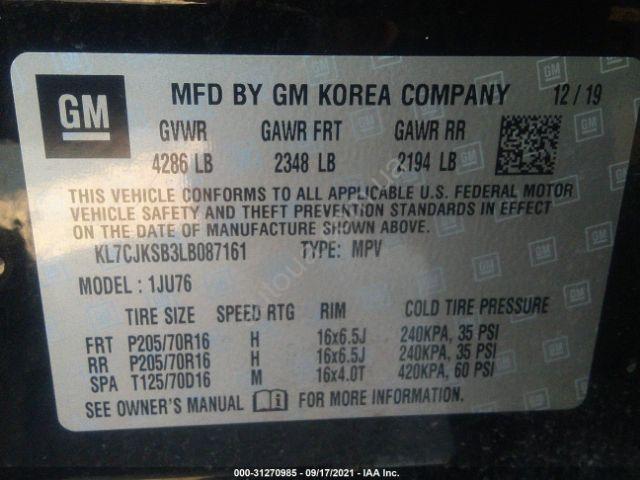 GM
MFD BY GM KOREA COMPANY 12/19
GVWR GAWR FRT GAWR RR
4286 LB 2348 LB 2194 LB
THIS VEHICLE CONFORMS TO ALL APPLICABLE U.S. FEDERAL MOTOR
VEHICLE SAFETY AND THEFT PREVENTION STANDARDS IN EFFECT
ON THE DATE OF MANUFACTURE SHOWN ABOVE.
KL7CJKSB3LB087161 TYPE: MPV
MODEL : 1JU76
TIRE SIZE SPEED RTG RIM COLD TIRE PRESSURE
FRT P205/70R16 H 16x6.5J 240KPA, 35 PSI
RR P205/70R16 H 16x6.5J 240KPA, 35 PSI
SPA T125/70D16 M 16x4.0T 420KPA, 60 PSI
SEE OWNER'S MANUAL FOR MORE INFORMATION.
000-31270985 - 09/17/2021 - IAA Inc.